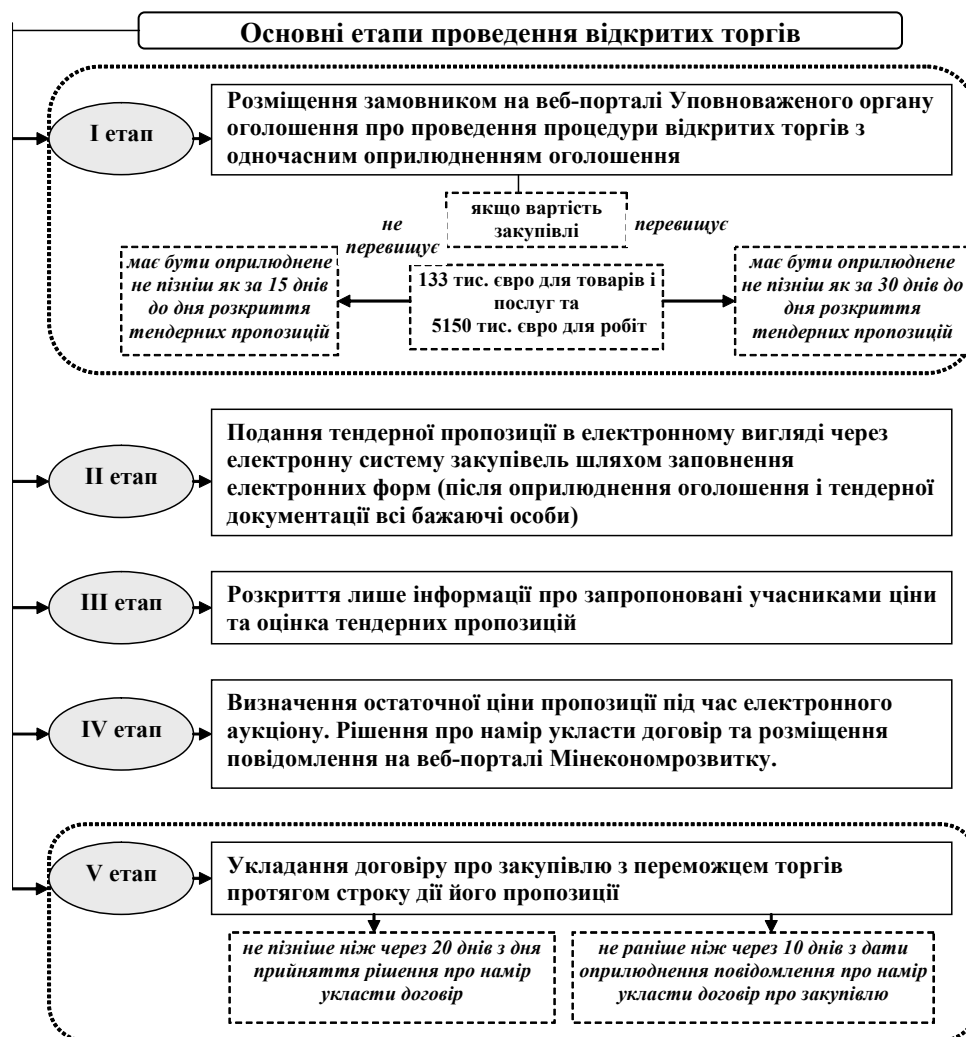 Основні етапи проведення відкритих торгів
I етап
Розміщення замовником на веб-порталі Уповноваженого органу
оголошення про проведення процедури відкритих торгів з
одночасним оприлюдненням оголошення
якщо вартість
закупівлі
не
перевищує
перевищує
має бути оприлюднене
не пізніш як за 15 днів
до дня розкриття
тендерних пропозицій
133 тис. євро для товарів і
послуг та
5150 тис. євро для робіт
має бути оприлюднене
не пізніш як за 30 днів до
дня розкриття
тендерних пропозицій
II етап
Подання тендерної пропозиції в електронному вигляді через
електронну систему закупівель шляхом заповнення
електронних форм (після оприлюднення оголошення і тендерної
документації всі бажаючі особи)
III етап
Розкриття лише інформації про запропоновані учасниками ціни
та оцінка тендерних пропозицій
IV етап
Визначення остаточної ціни пропозиції під час електронного
аукціону. Рішення про намір укласти договір та розміщення
повідомлення на веб-порталі Мінекономрозвитку.
V етап
Укладання договіру про закупівлю з переможцем торгів
протягом строку дії його пропозиції
не пізніше ніж через 20 днів з дня
прийняття рішення про намір
укласти договір
не раніше ніж через 10 днів з дати
оприлюднення повідомлення про намір
укласти договір про закупівлю